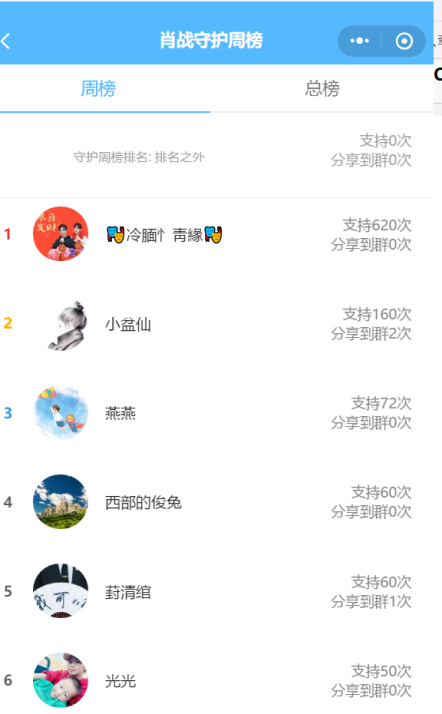 肖战守护周榜
周榜
总榜
守护周榜排名: 排名之外
支持0次
分享到群0次
1
冷腼忄靑緣
支持620次
分享到群0次
2
小盆仙
支持160次
分享到群2次
3
燕燕
支持72次
分享到群0次
4
西部的俊兔
支持60次
分享到群0次
5
葑清绾
支持60次
分享到群1次
6
光光
支持50次
分享到群0次